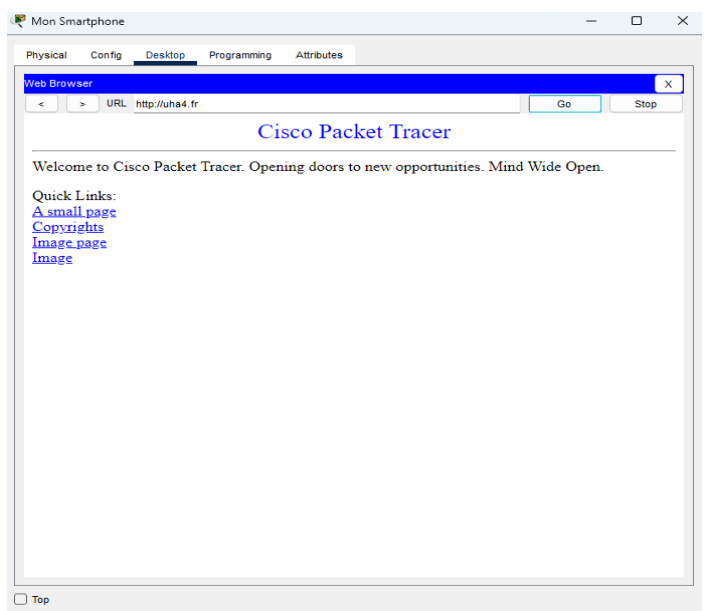 Mon Smartphone
Physical Config Desktop Programming Attributes
Web Browser X
< > URL http://uha4.fr Go Stop
Cisco Packet Tracer
Welcome to Cisco Packet Tracer. Opening doors to new opportunities. Mind Wide Open.
Quick Links:
A small page
Copyrights
Image page
Image
Top